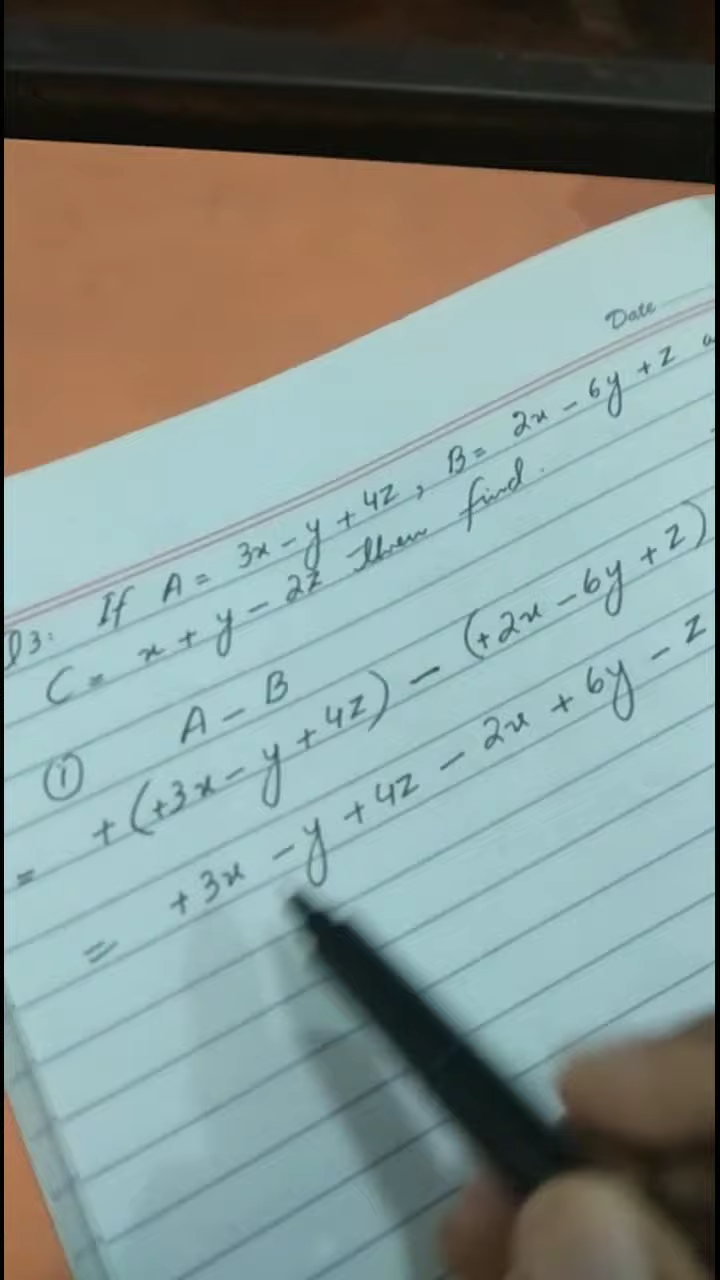 Date
Q3: If A = 3x - y + 4z, B = 2x - 6y + z
C = x + y - 2z then find.
(i) A - B
= + (+3x - y + 4z) - (+2x - 6y + z)
= +3x - y + 4z - 2x + 6y - z